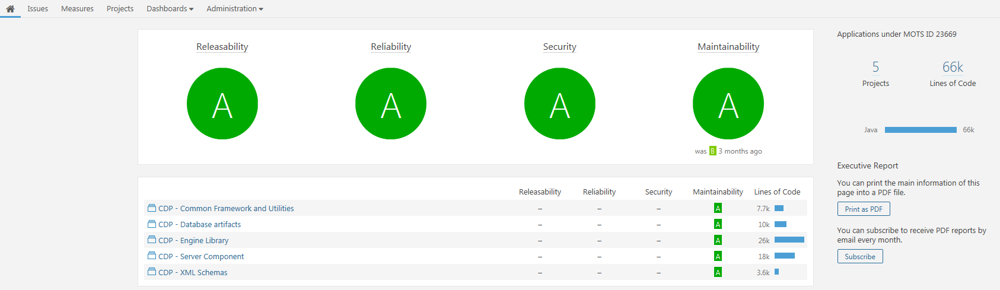 Issues Measures Projects Dashboards Administration
Releasability Reliability Security Maintainability
A A A A
was B 3 months ago
Releasability Reliability Security Maintainability Lines of Code
CDP - Common Framework and Utilities – – – A 7.7k
CDP - Database artifacts – – – A 10k
CDP - Engine Library – – – A 26k
CDP - Server Component – – – A 18k
CDP - XML Schemas – – – A 3.6k
Applications under MOTS ID 23669
5 66k
Projects Lines of Code
Java 66k
Executive Report
You can print the main information of this
page into a PDF file.
Print as PDF
You can subscribe to receive PDF reports by
email every month.
Subscribe